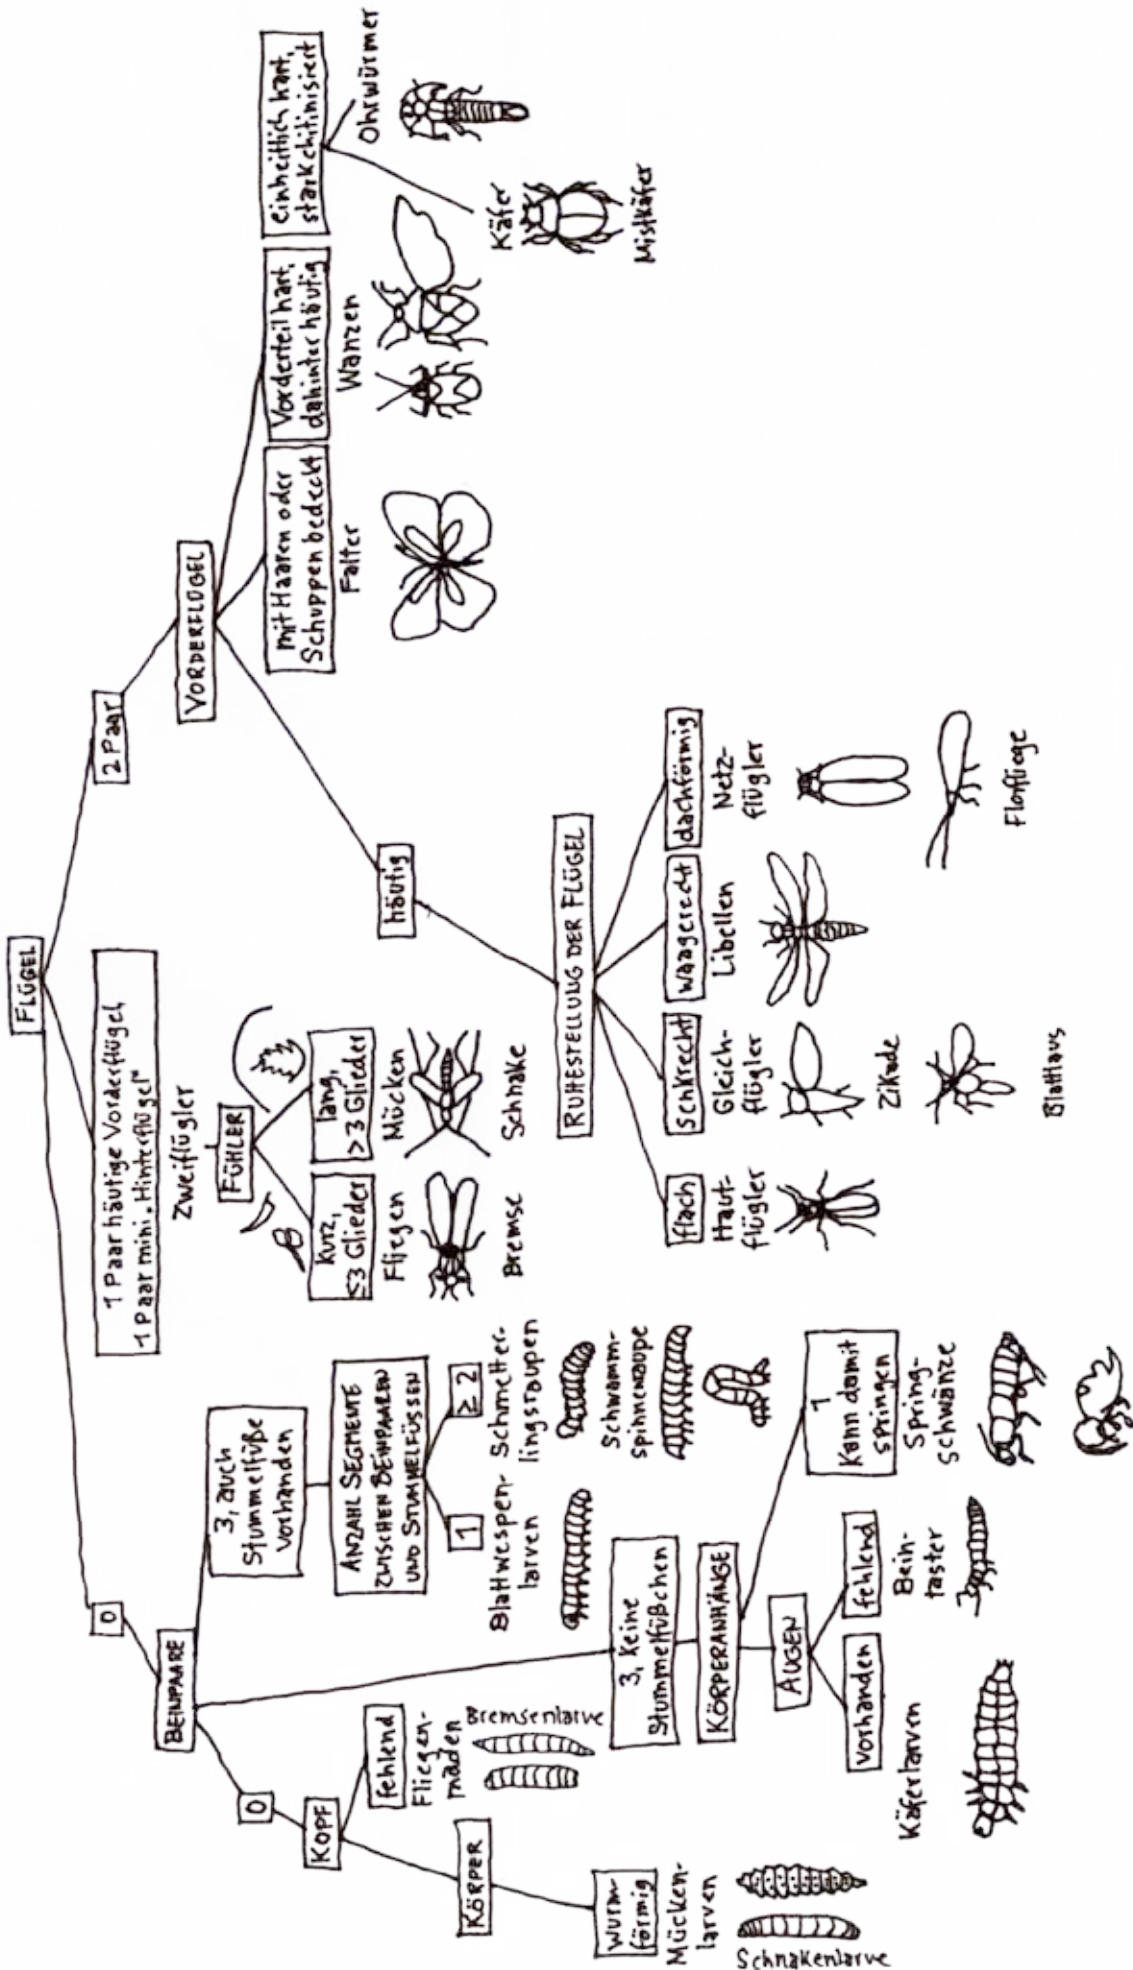 FLÜGEL
0
1 Paar häutige Vorderflügel
1 Paar mini „Hinterflügel“
2 Paar
BEINPAARE
Zweiflügler
VORDERFLÜGEL
0
3, auch
Stummelfüße
vorhanden
FÜHLER
mit Haaren oder
Schuppen bedeckt
Vorderteil hart,
dahinter häutig
einheitlich hart,
stark chitinisiert
KOPF
kurz,
≤3 Glieder
lang,
>3 Glieder
Falter
Wanzen
Ohrwürmer
ANZAHL SEGMENTE
ZWISCHEN BEINPAAREN
UND STUMMELFÜSSEN
fehlend
Fliegen-
maden
Fliegen
Mücken
häutig
Bremsenlarve
1
≥ 2
KÖRPER
Blattwespen-
larven
Schmetter-
lingsraupen
Bremse
Schnake
Käfer
Mistkäfer
Schwamm-
spinnerraupe
RUHESTELLUNG DER FLÜGEL
wurm-
förmig
Mücken-
larven
3, keine
Stummelfüßchen
flach
Haut-
flügler
senkrecht
Gleich-
flügler
waagerecht
Libellen
dachförmig
Netz-
flügler
KÖRPERANHÄNGE
Schnakenlarve
AUGEN
1
Kann damit
springen
Spring-
schwänze
vorhanden
fehlend
Bein-
taster
Käferlarven
Zikade
Blattlaus
Florfliege